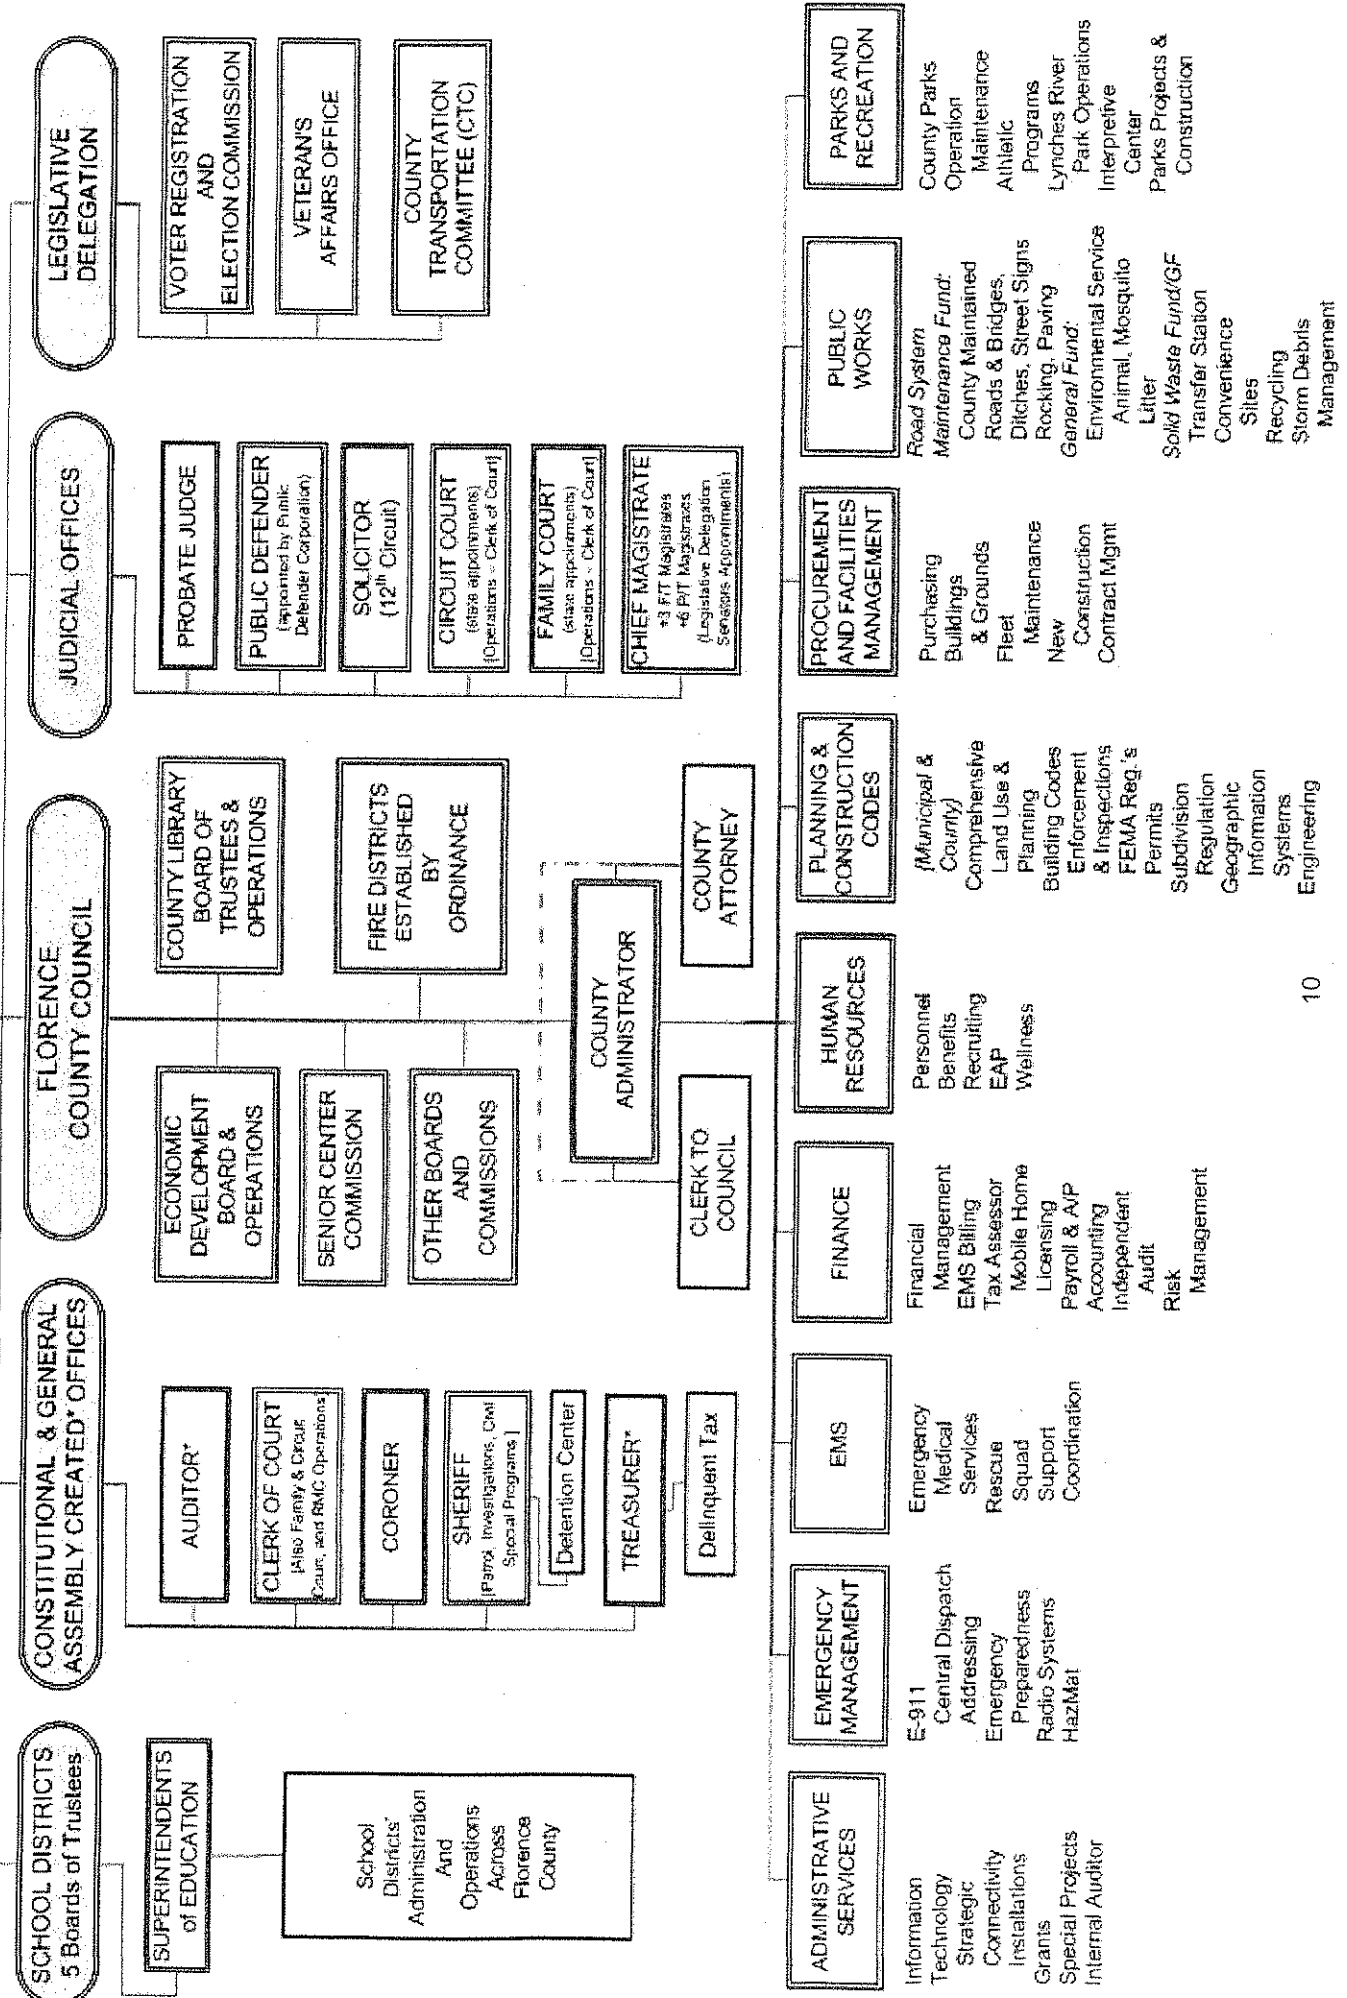 SCHOOL DISTRICTS
5 Boards of Trustees
SUPERINTENDENTS
of EDUCATION
School
Districts'
Administration
And
Operations
Across
Florence
County
CONSTITUTIONAL & GENERAL
ASSEMBLY CREATED* OFFICES
AUDITOR*
CLERK OF COURT
[Also Family & Circuit
Court, and RMC Operations]
CORONER
SHERIFF
[Patrol, Investigations, CMI
Special Programs ]
Detention Center
TREASURER*
Delinquent Tax
FLORENCE
COUNTY COUNCIL
ECONOMIC
DEVELOPMENT
BOARD &
OPERATIONS
COUNTY LIBRARY
BOARD OF
TRUSTEES &
OPERATIONS
SENIOR CENTER
COMMISSION
FIRE DISTRICTS
ESTABLISHED
BY
ORDINANCE
OTHER BOARDS
AND
COMMISSIONS
COUNTY
ADMINISTRATOR
CLERK TO
COUNCIL
COUNTY
ATTORNEY
JUDICIAL OFFICES
PROBATE JUDGE
PUBLIC DEFENDER
(appointed by Public
Defender Corporation)
SOLICITOR
(12th Circuit)
CIRCUIT COURT
(state appointments)
[Operations ~ Clerk of Court]
FAMILY COURT
(state appointments)
[Operations ~ Clerk of Court]
CHIEF MAGISTRATE
*3 F/T Magistrates
*6 P/T Magistrates
(Legislative Delegation
Senators Appointments)
LEGISLATIVE
DELEGATION
VOTER REGISTRATION
AND
ELECTION COMMISSION
VETERAN'S
AFFAIRS OFFICE
COUNTY
TRANSPORTATION
COMMITTEE (CTC)
ADMINISTRATIVE
SERVICES
Information
Technology
Strategic
Connectivity
Installations
Grants
Special Projects
Internal Auditor
EMERGENCY
MANAGEMENT
E-911
Central Dispatch
Addressing
Emergency
Preparedness
Radio Systems
HazMat
EMS
Emergency
Medical
Services
Rescue
Squad
Support
Coordination
FINANCE
Financial
Management
EMS Billing
Tax Assessor
Mobile Home
Licensing
Payroll & A/P
Accounting
Independent
Audit
Risk
Management
HUMAN
RESOURCES
Personnel
Benefits
Recruiting
EAP
Wellness
PLANNING &
CONSTRUCTION
CODES
(Municipal &
County)
Comprehensive
Land Use &
Planning
Building Codes
Enforcement
& Inspections
FEMA Reg.'s
Permits
Subdivision
Regulation
Geographic
Information
Systems
Engineering
PROCUREMENT
AND FACILITIES
MANAGEMENT
Purchasing
Buildings
& Grounds
Fleet
Maintenance
New
Construction
Contract Mgmt
PUBLIC
WORKS
Road System
Maintenance Fund:
County Maintained
Roads & Bridges,
Ditches, Street Signs
Rocking, Paving
General Fund:
Environmental Service
Animal, Mosquito
Litter
Solid Waste Fund/GF
Transfer Station
Convenience
Sites
Recycling
Storm Debris
Management
PARKS AND
RECREATION
County Parks
Operation
Maintenance
Athletic
Programs
Lynches River
Park Operations
Interpretive
Center
Parks Projects &
Construction
10